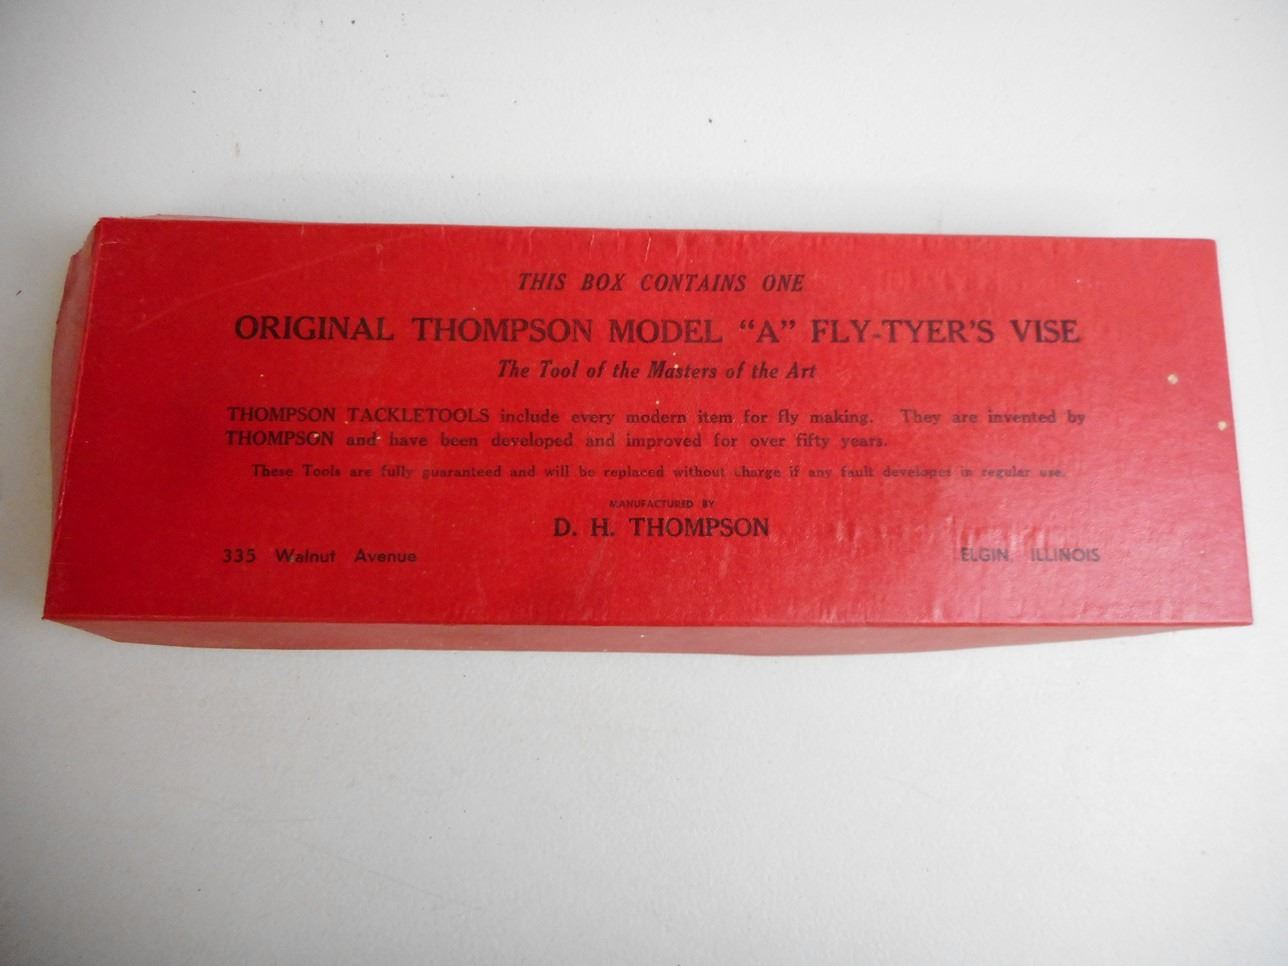 THIS BOX CONTAINS ONE
ORIGINAL THOMPSON MODEL “A” FLY-TYER’S VISE
The Tool of the Masters of the Art
THOMPSON TACKLETOOLS include every modern item for fly making. They are invented by
THOMPSON and have been developed and improved for over fifty years.
These Tools are fully guaranteed and will be replaced without charge if any fault developes in regular use.
MANUFACTURED BY
D. H. THOMPSON
335 Walnut Avenue ELGIN, ILLINOIS